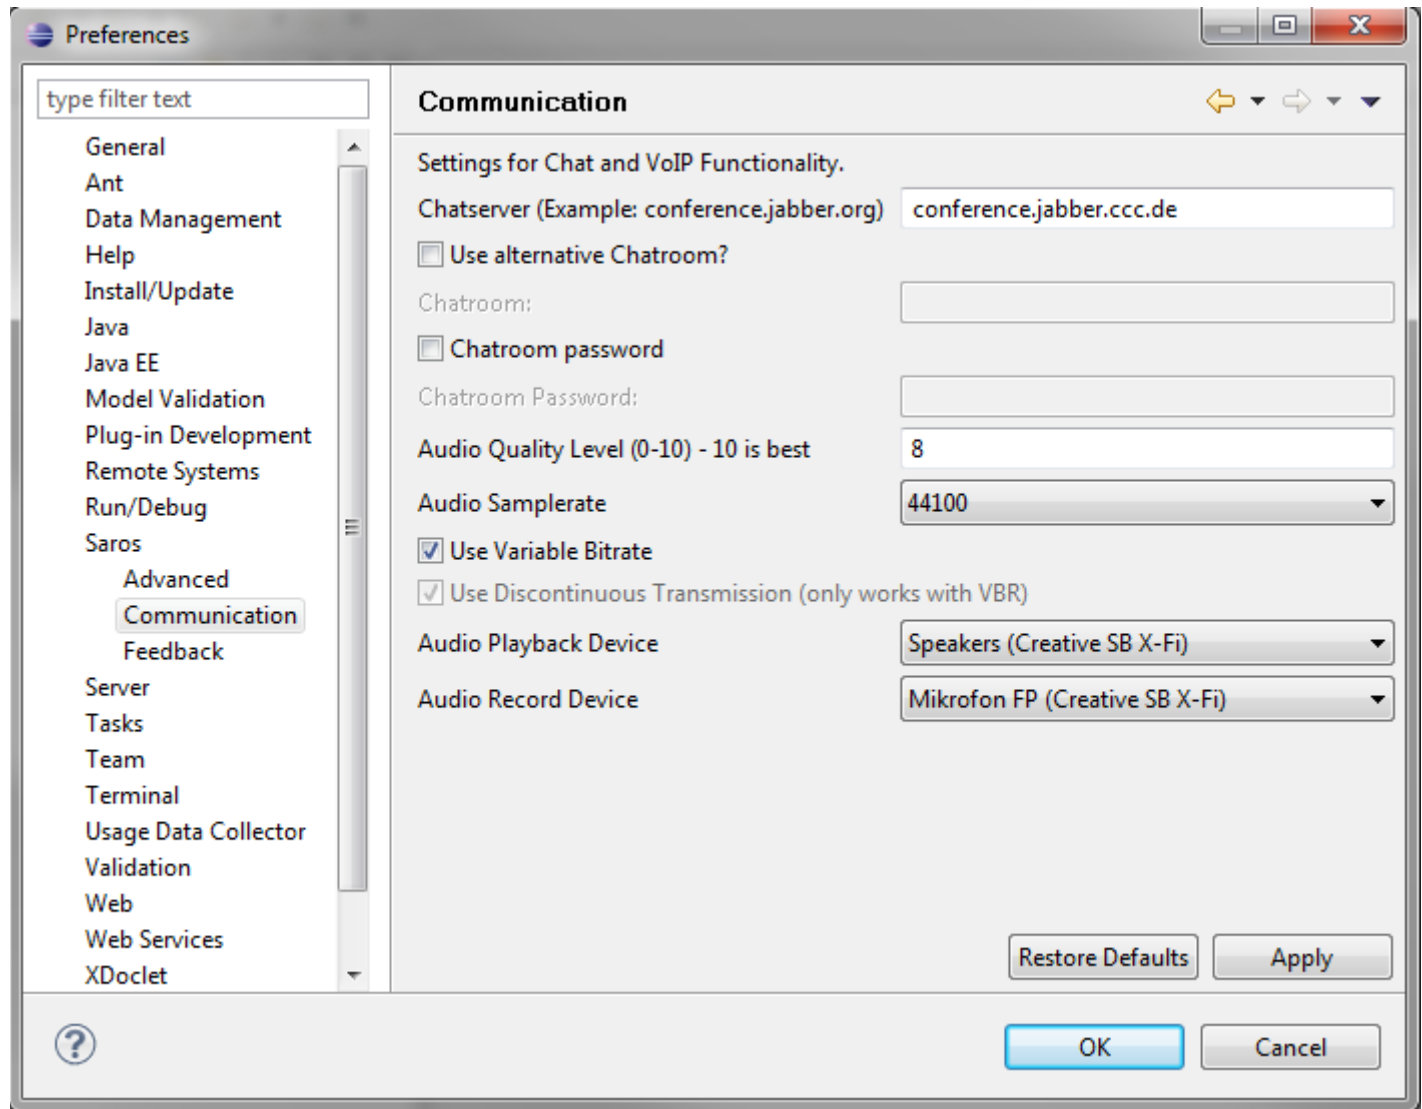 Preferences
type filter text
General
Ant
Data Management
Help
Install/Update
Java
Java EE
Model Validation
Plug-in Development
Remote Systems
Run/Debug
Saros
Advanced
Communication
Feedback
Server
Tasks
Team
Terminal
Usage Data Collector
Validation
Web
Web Services
XDoclet
Communication
Settings for Chat and VoIP Functionality.
Chatserver (Example: conference.jabber.org) conference.jabber.ccc.de
Use alternative Chatroom?
Chatroom:
Chatroom password
Chatroom Password:
Audio Quality Level (0-10) - 10 is best 8
Audio Samplerate 44100
Use Variable Bitrate
Use Discontinuous Transmission (only works with VBR)
Audio Playback Device Speakers (Creative SB X-Fi)
Audio Record Device Mikrofon FP (Creative SB X-Fi)
Restore Defaults Apply
? OK Cancel